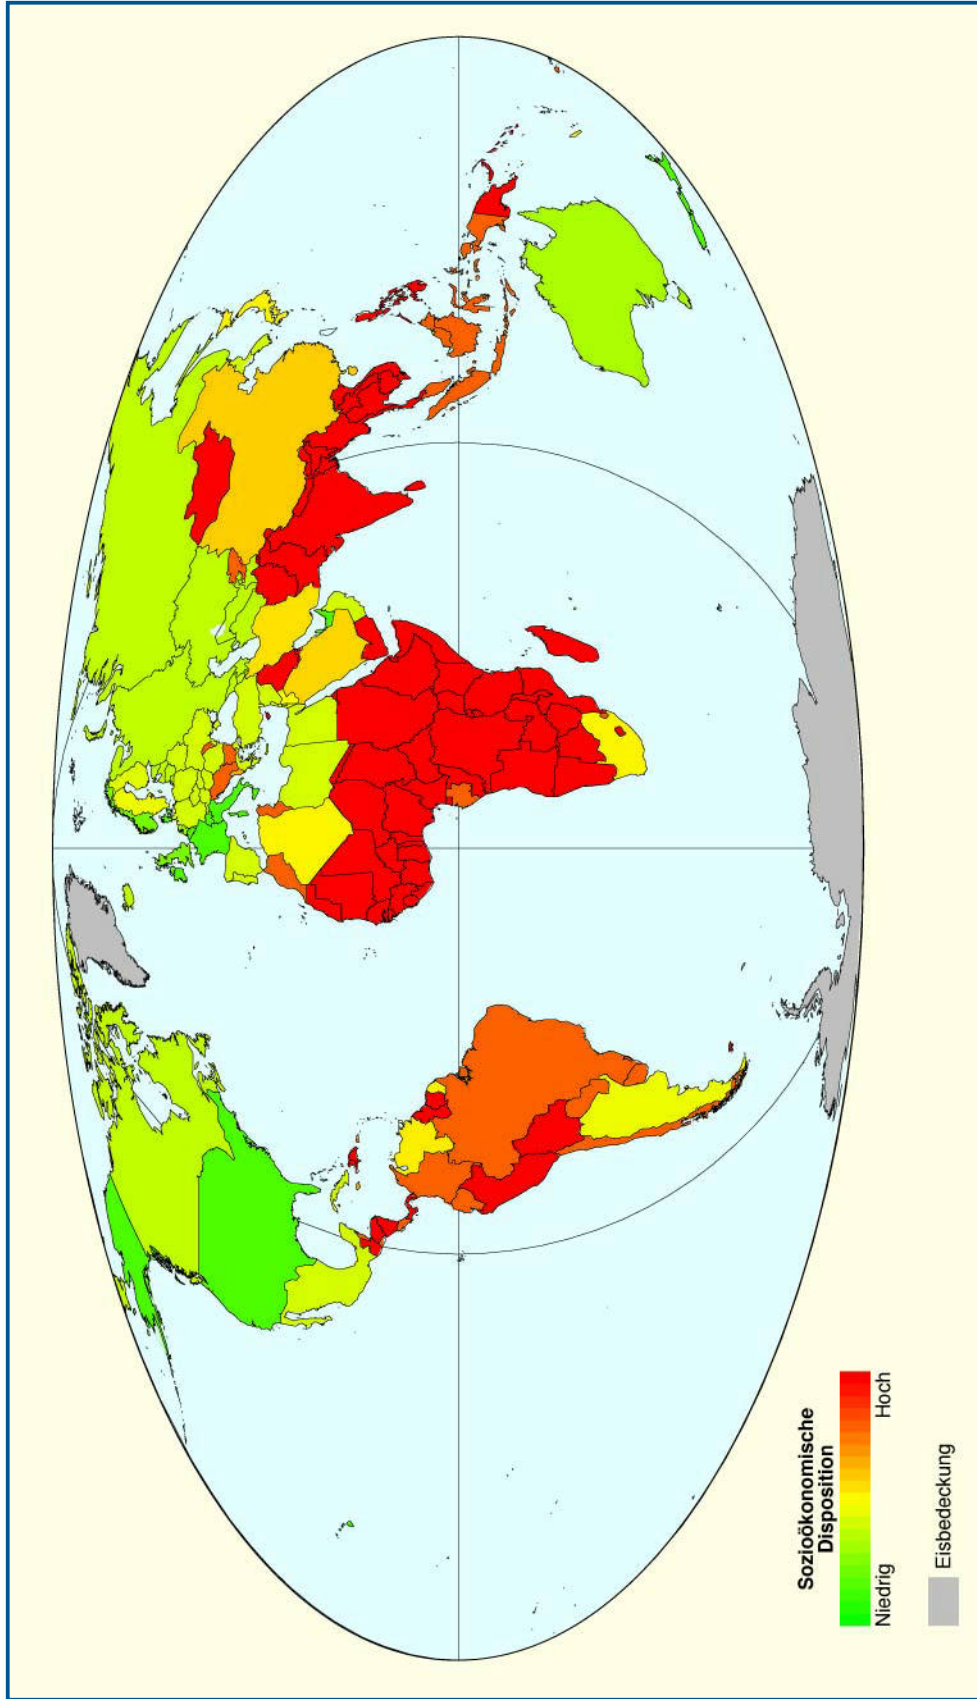 Sozioökonomische
Disposition
Niedrig
Hoch
Eisbedeckung